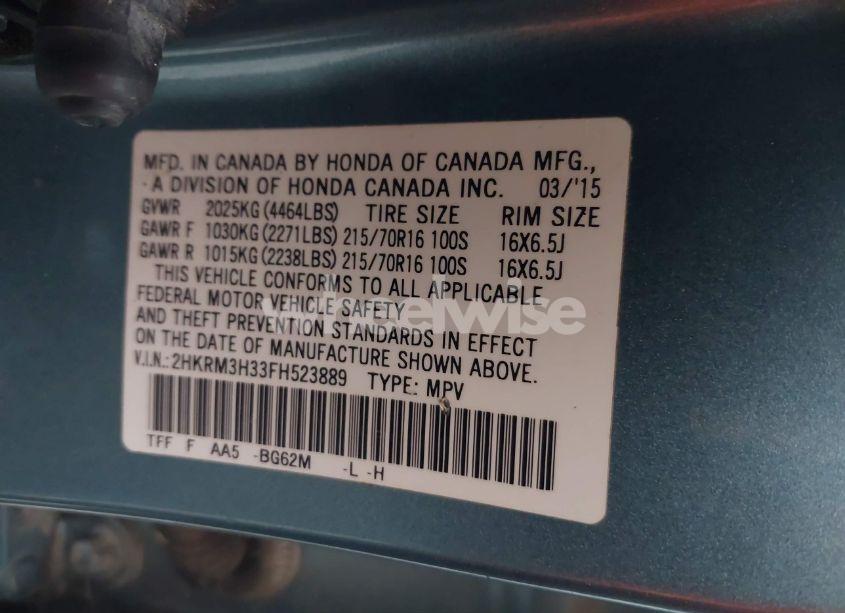 MFD. IN CANADA BY HONDA OF CANADA MFG.,
A DIVISION OF HONDA CANADA INC. 03/'15
GVWR 2025KG (4464LBS) TIRE SIZE RIM SIZE
GAWR F 1030KG (2271LBS) 215/70R16 100S 16X6.5J
GAWR R 1015KG (2238LBS) 215/70R16 100S 16X6.5J
THIS VEHICLE CONFORMS TO ALL APPLICABLE
FEDERAL MOTOR VEHICLE SAFETY
AND THEFT PREVENTION STANDARDS IN EFFECT
ON THE DATE OF MANUFACTURE SHOWN ABOVE.
V.I.N.:2HKRM3H33FH523889 TYPE: MPV
TFF F AA5 -BG62M -L -H
wheelwise